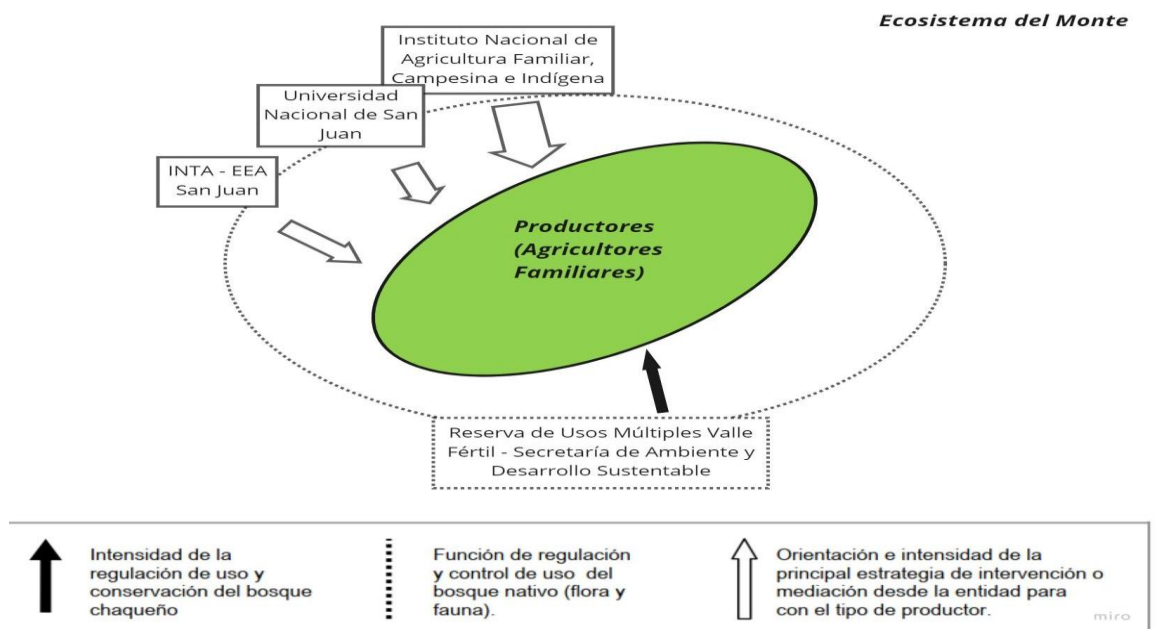 Ecosistema del Monte
Instituto Nacional de
Agricultura Familiar,
Campesina e Indígena
Universidad
Nacional de San
Juan
INTA - EEA
San Juan
Productores
(Agricultores
Familiares)
Reserva de Usos Múltiples Valle
Fértil - Secretaría de Ambiente y
Desarrollo Sustentable
Intensidad de la
regulación de uso y
conservación del bosque
chaqueño
Función de regulación
y control de uso del
bosque nativo (flora y
fauna).
Orientación e intensidad de la
principal estrategia de intervención o
mediación desde la entidad para
con el tipo de productor.
miro